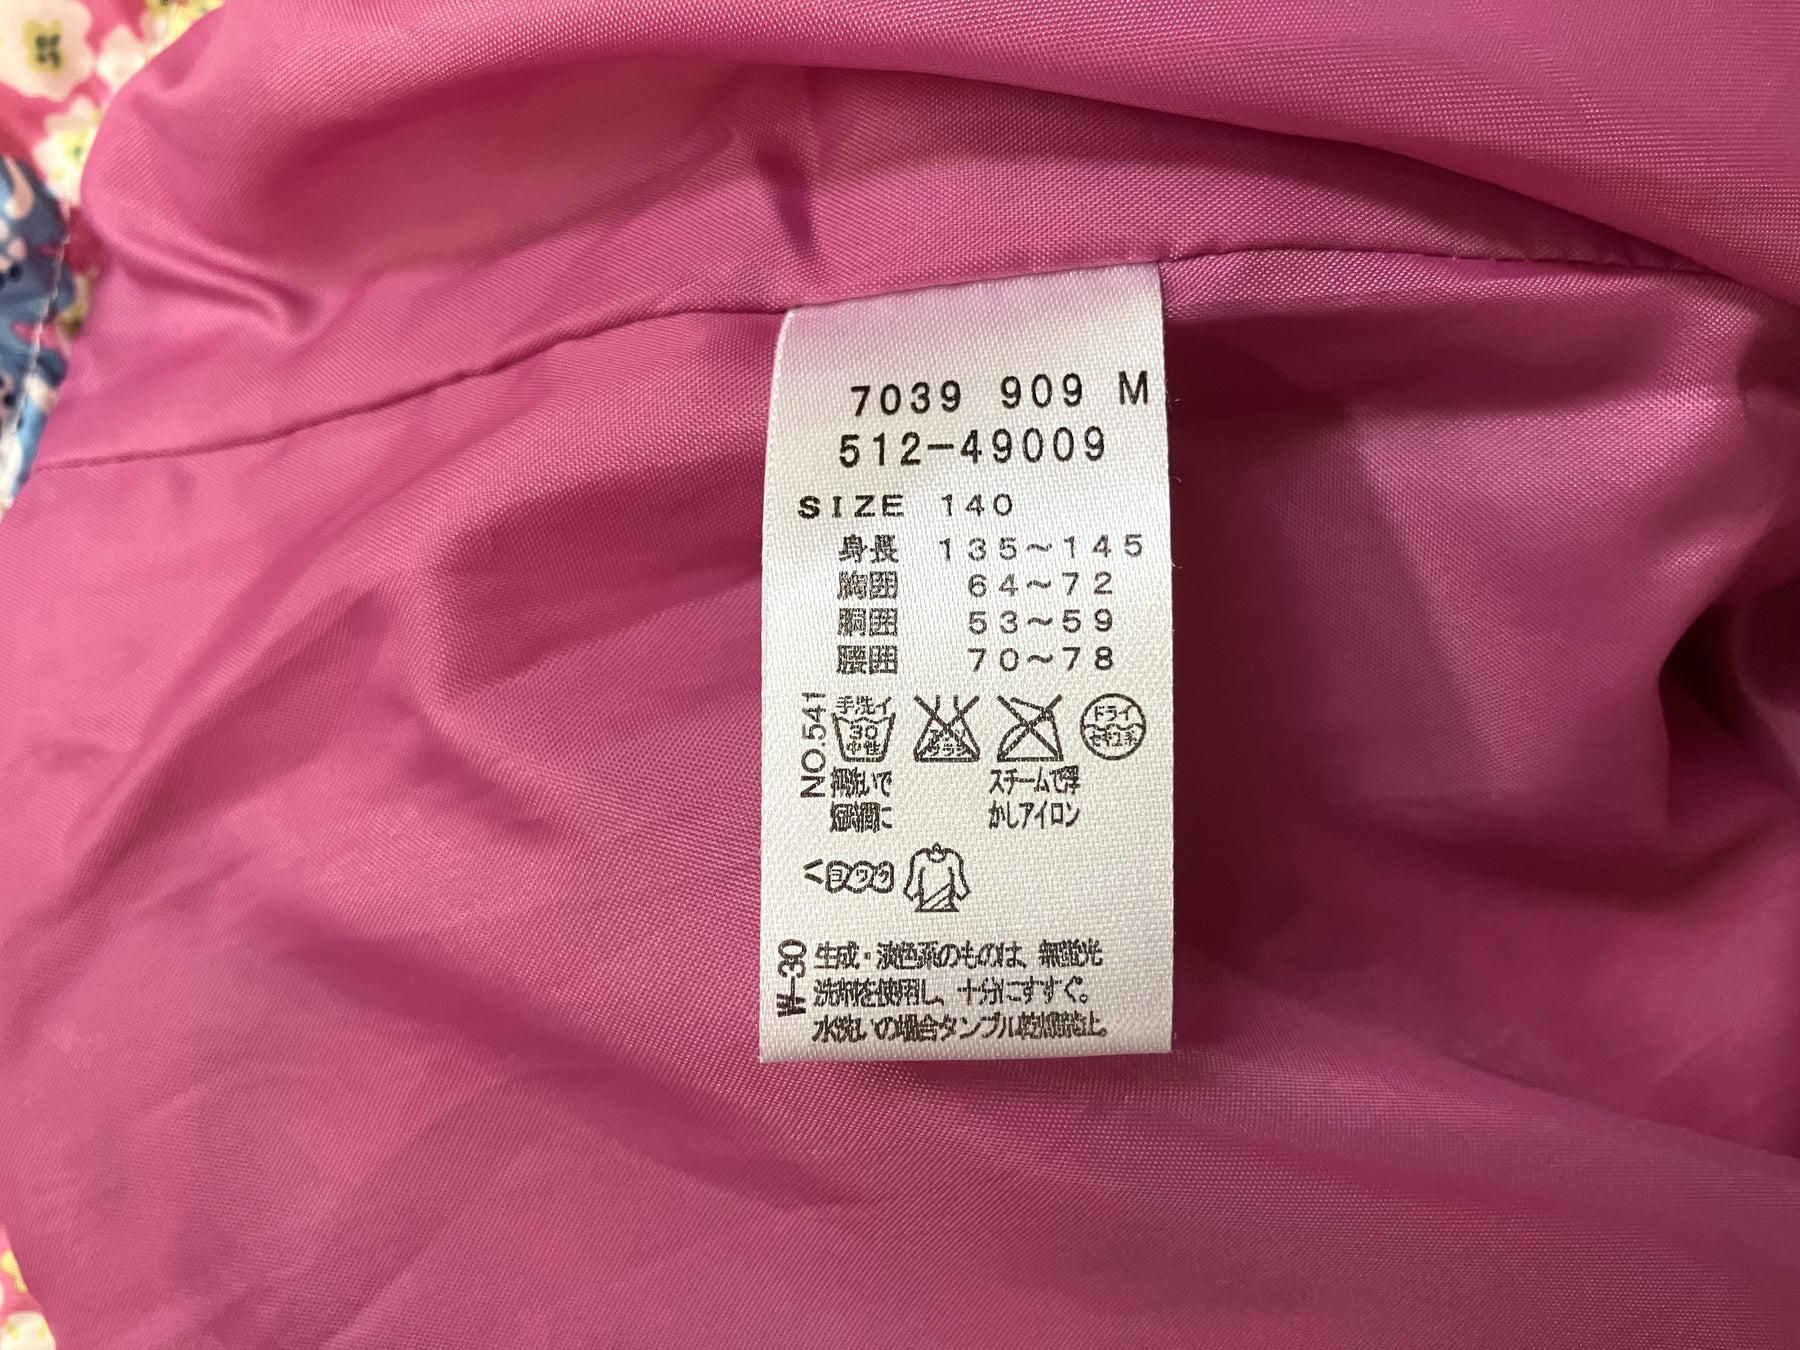 7039 909 M
512-49009
SIZE 140
身長 135~145
胸囲 64~72
胴囲 53~59
腰囲 70~78
NO.541
手洗イ
30
中性
ドライ
セキユ系
弱洗いで
短時間に
スチームで浮
かしアイロン
ヨワク
W-30
生成・淡色系のものは、無蛍光
洗剤を使用し、十分にすすぐ。
水洗いの場合タンブル乾燥禁止。